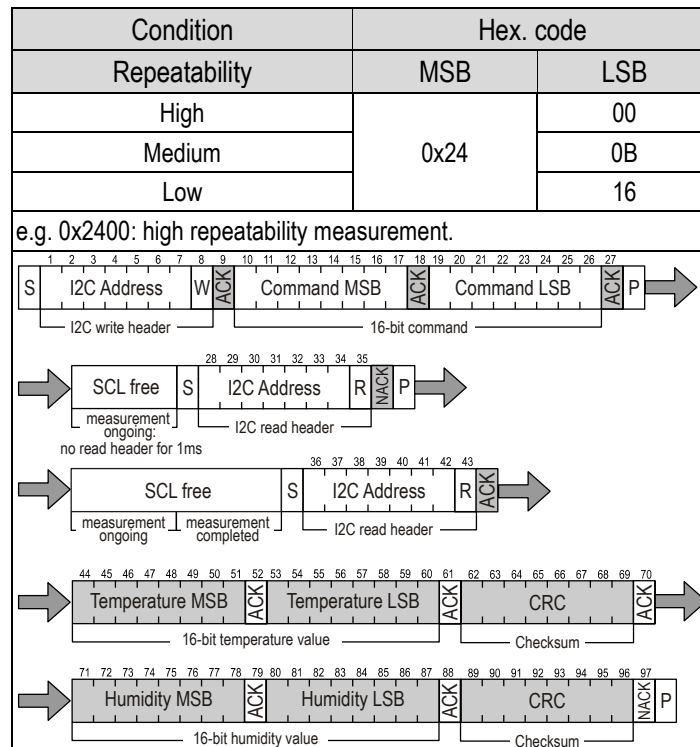 Condition Hex. code
Repeatability MSB LSB
High 0x24 00
Medium 0B
Low 16
e.g. 0x2400: high repeatability measurement.
1 2 3 4 5 6 7 8 9 10 11 12 13 14 15 16 17 18 19 20 21 22 23 24 25 26 27
S I2C Address W ACK Command MSB ACK Command LSB ACK P
I2C write header 16-bit command
28 29 30 31 32 33 34 35
SCL free S I2C Address R NACK P
measurement
ongoing:
no read header for 1ms
I2C read header
36 37 38 39 40 41 42 43
SCL free S I2C Address R ACK
measurement
ongoing
measurement
completed
I2C read header
44 45 46 47 48 49 50 51 52 53 54 55 56 57 58 59 60 61 62 63 64 65 66 67 68 69 70
Temperature MSB ACK Temperature LSB ACK CRC ACK
16-bit temperature value Checksum
71 72 73 74 75 76 77 78 79 80 81 82 83 84 85 86 87 88 89 90 91 92 93 94 95 96 97
Humidity MSB ACK Humidity LSB ACK CRC NACK P
16-bit humidity value Checksum